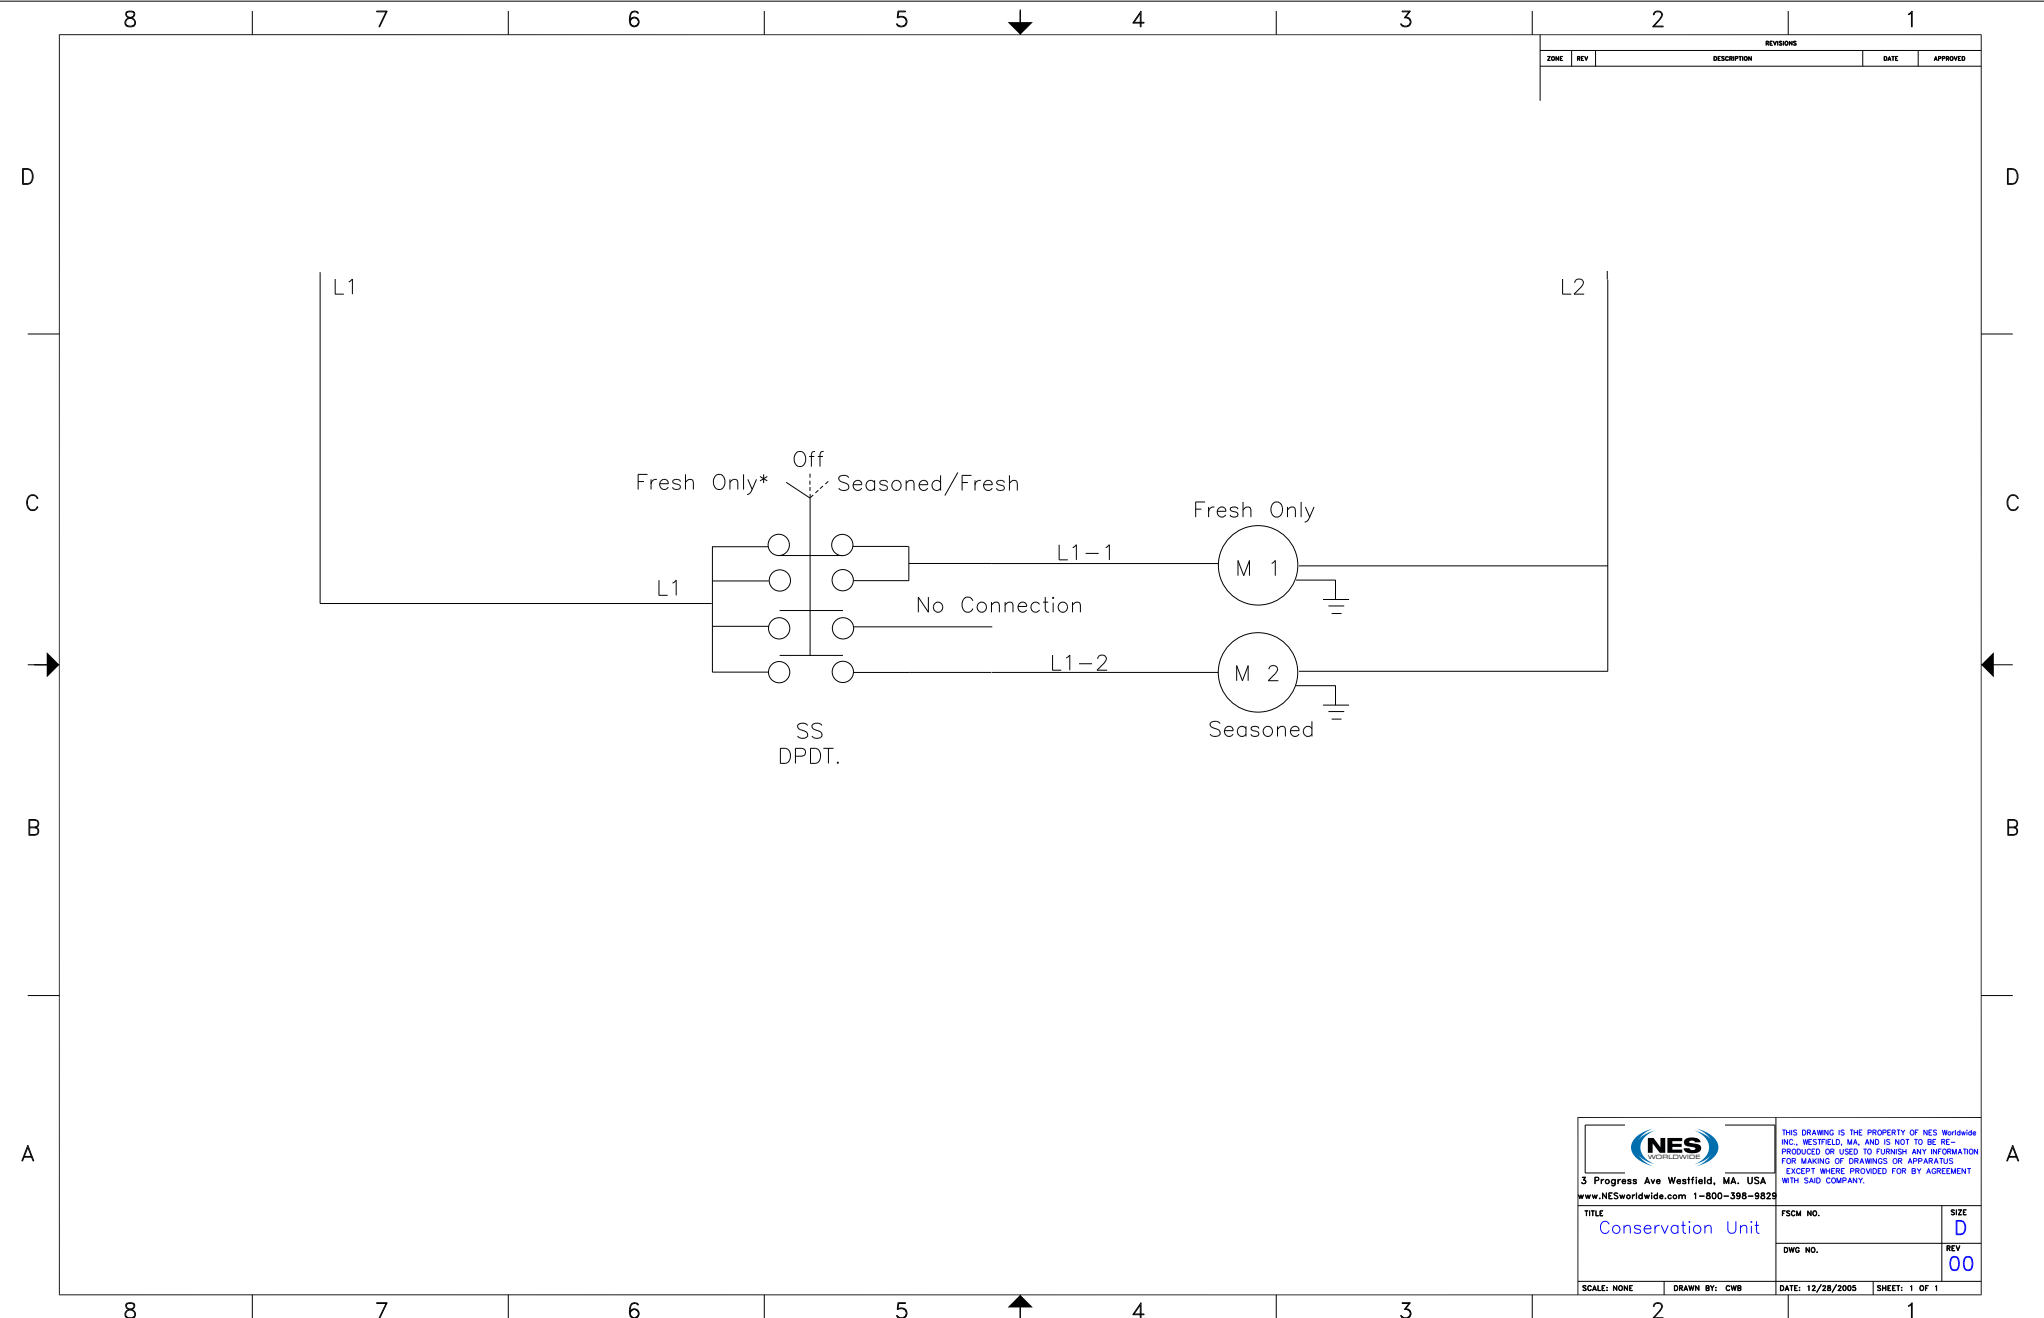 8 7 6 5 4 3 2 1
REVISIONS
ZONE REV DESCRIPTION DATE APPROVED
D D
L1 L2
Off
Fresh Only* Seasoned/Fresh
C C
Fresh Only
L1-1
M 1
L1
No Connection
L1-2
M 2
Seasoned
SS
DPDT.
B B
A A
NES
WORLDWIDE
3 Progress Ave Westfield, MA. USA
www.NESworldwide.com 1-800-398-9829
THIS DRAWING IS THE PROPERTY OF NES Worldwide
INC., WESTFIELD, MA, AND IS NOT TO BE RE-
PRODUCED OR USED TO FURNISH ANY INFORMATION
FOR MAKING OF DRAWINGS OR APPARATUS
EXCEPT WHERE PROVIDED FOR BY AGREEMENT
WITH SAID COMPANY.
TITLE
Conservation Unit
FSCM NO.
SIZE
D
DWG NO.
REV
00
SCALE: NONE DRAWN BY: CWB DATE: 12/28/2005 SHEET: 1 OF 1
8 7 6 5 4 3 2 1